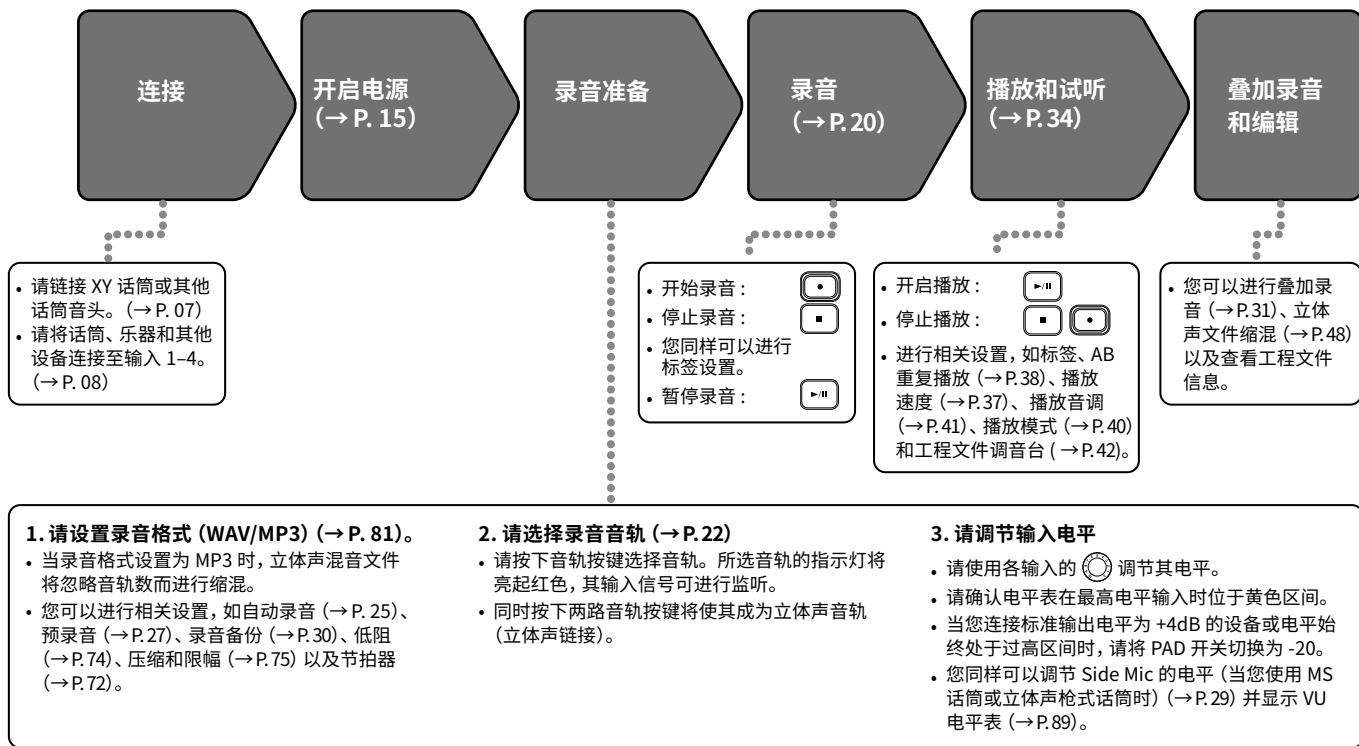 连接
开启电源
（→ P. 15）
录音准备
录音
（→ P. 20）
播放和试听
（→ P. 34）
叠加录音
和编辑
• 请链接 XY 话筒或其他
话筒音头。（→ P. 07）
• 请将话筒、乐器和其他
设备连接至输入 1–4。
（→ P. 08）
• 开始录音：
• 停止录音：
• 您同样可以进行
标签设置。
• 暂停录音：
• 开启播放：
• 停止播放：
• 进行相关设置，如标签、AB
重复播放（→P.38）、播放
速度（→P.37）、播放音调
（→P.41）、播放模式（→P.40）
和工程文件调音台 ( →P.42)。
• 您可以进行叠加录
音（→P.31）、立体
声文件缩混（→P.48）
以及查看工程文件
信息。
1. 请设置录音格式（WAV/MP3）（→ P. 81）。
• 当录音格式设置为 MP3 时，立体声混音文件
将忽略音轨数而进行缩混。
• 您可以进行相关设置，如自动录音（→ P. 25）、
预录音（→P.27）、录音备份（→P.30）、低阻
（→P.74）、压缩和限幅（→P.75）以及节拍器
（→P.72）。
2. 请选择录音音轨（→P.22）
• 请按下音轨按键选择音轨。所选音轨的指示灯将
亮起红色，其输入信号可进行监听。
• 同时按下两路音轨按键将使其成为立体声音轨
（立体声链接）。
3. 请调节输入电平
• 请使用各输入的 调节其电平。
• 请确认电平表在最高电平输入时位于黄色区间。
• 当您连接标准输出电平为 +4dB 的设备或电平始
终处于过高区间时，请将 PAD 开关切换为 -20。
• 您同样可以调节 Side Mic 的电平（当您使用 MS
话筒或立体声枪式话筒时）（→P.29）并显示 VU
电平表（→P.89）。